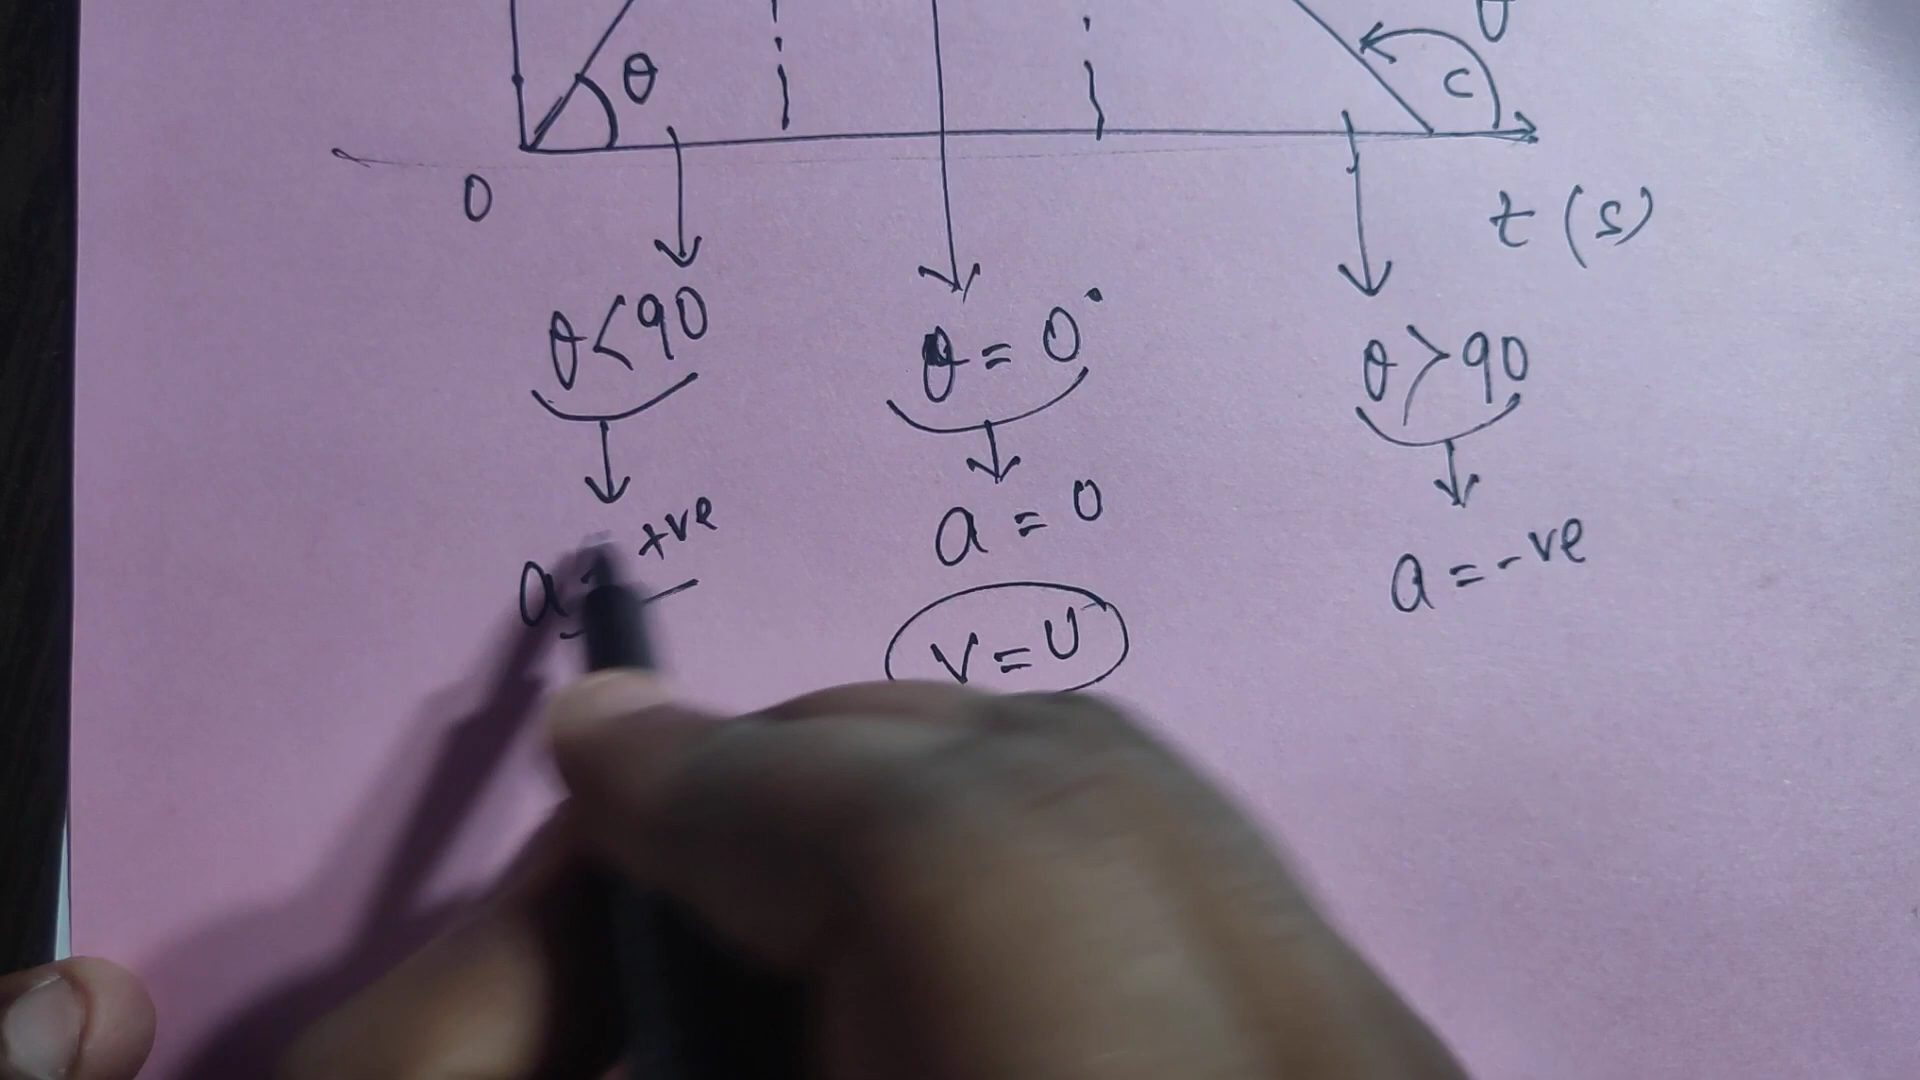 θ c
0 t (s)
θ<90 θ = 0° θ>90
a = +ve a = 0 a = -ve
v = u